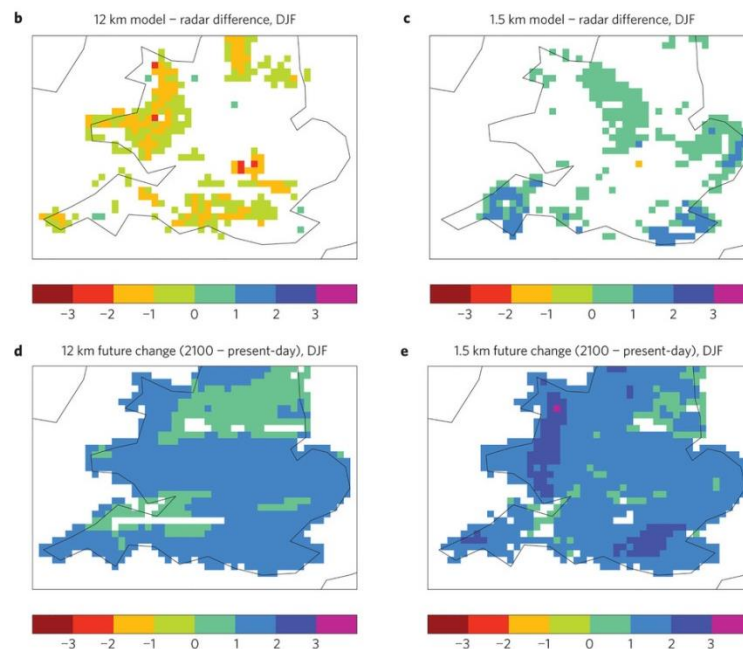 b 12 km model – radar difference, DJF
c 1.5 km model – radar difference, DJF
−3 −2 −1 0 1 2 3
−3 −2 −1 0 1 2 3
d 12 km future change (2100 – present-day), DJF
e 1.5 km future change (2100 – present-day), DJF
−3 −2 −1 0 1 2 3
−3 −2 −1 0 1 2 3